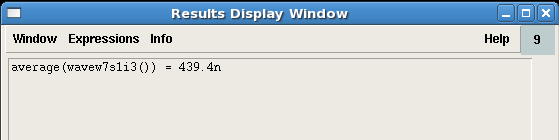 Results Display Window
Window Expressions Info Help 9
average(wavew7s1i3()) = 439.4n